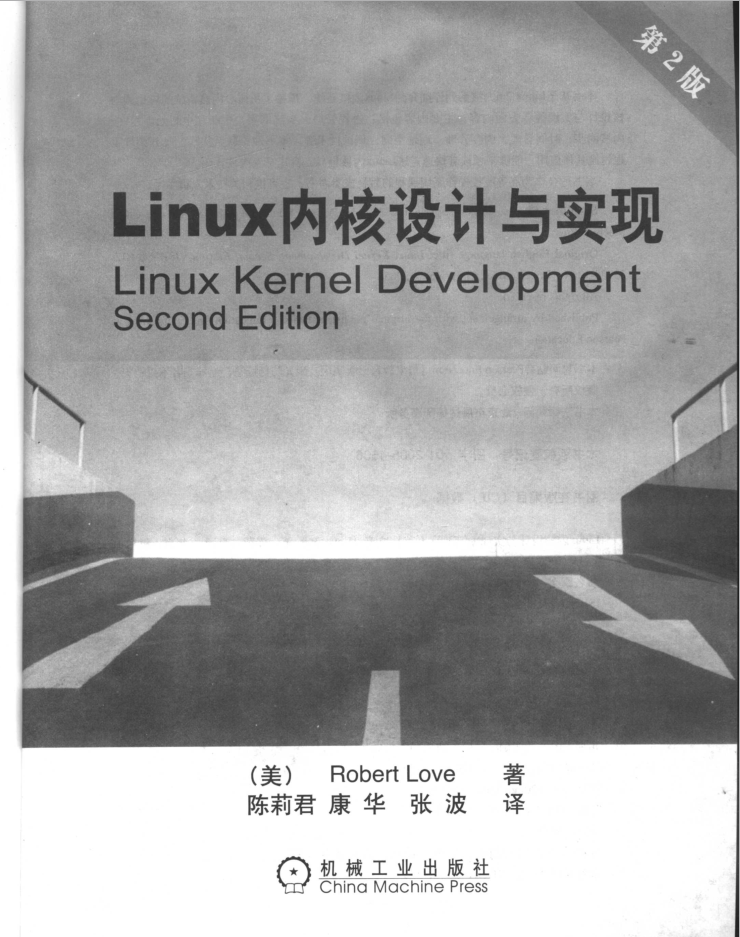 第2版
Linux内核设计与实现
Linux Kernel Development
Second Edition
（美） Robert Love 著
陈莉君 康华 张波 译
机械工业出版社
China Machine Press